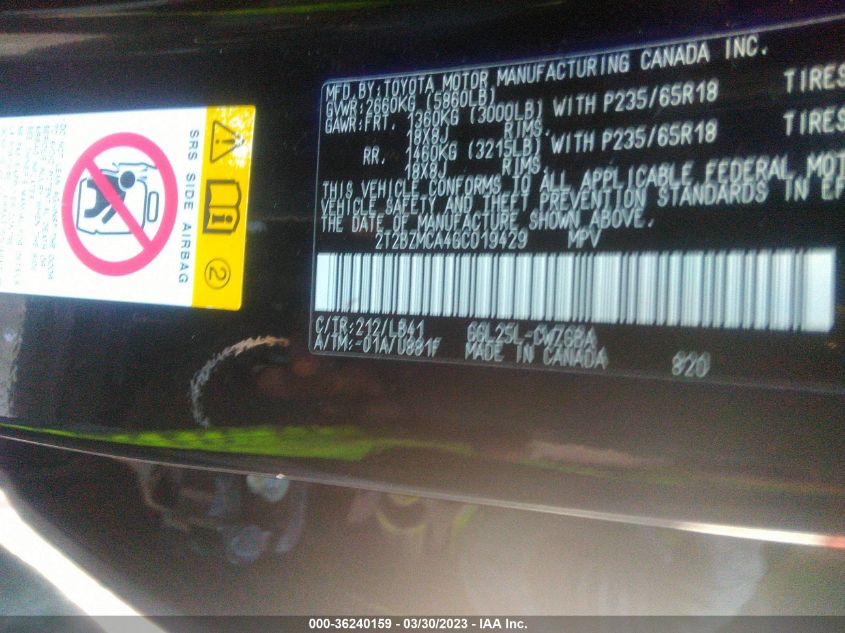 MFD.BY:TOYOTA MOTOR MANUFACTURING CANADA INC.
GVWR:2660KG (5860LB)
GAWR:FRT. 1360KG (3000LB) WITH P235/65R18 TIRES
18X8J RIMS.
RR. 1460KG (3215LB) WITH P235/65R18 TIRES
18X8J RIMS.
THIS VEHICLE CONFORMS TO ALL APPLICABLE FEDERAL MOT
VEHICLE SAFETY AND THEFT PREVENTION STANDARDS IN EF
THE DATE OF MANUFACTURE SHOWN ABOVE.
2T2BZMCA4GC019429 MPV
C/TR:212/LB41 GGL25L-CWZGBA
A/TM:-01A/U881F MADE IN CANADA 820
SRS SIDE AIRBAG
2
000-36240159 — 03/30/2023 — IAA Inc.